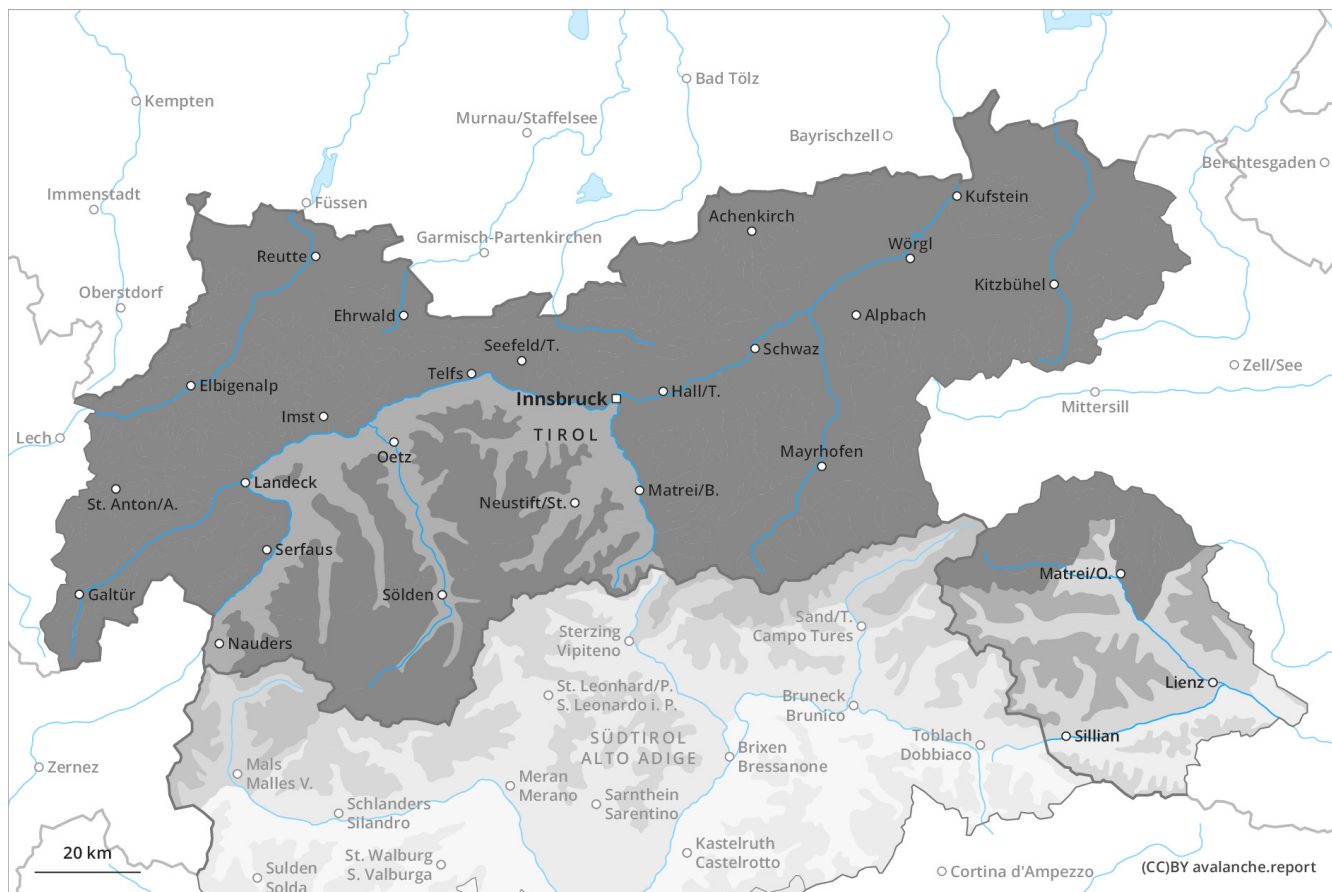 Kempten
Bad Tölz
Murnau/Staffelsee
Bayrischzell
Berchtesgaden
Immenstadt
Füssen
Kufstein
Achenkirch
Garmisch-Partenkirchen
Wörgl
Reutte
Kitzbühel
Oberstdorf
Ehrwald
Alpbach
Seefeld/T.
Schwaz
Zell/See
Telfs
Elbigenalp
Hall/T.
Innsbruck
Mittersill
Imst
Lech
TIROL
Oetz
Mayrhofen
Landeck
St. Anton/A.
Neustift/St.
Matrei/B.
Serfaus
Matrei/O.
Galtür
Sölden
Sand/T.
Campo Tures
Sterzing
Vipiteno
Nauders
Lienz
St. Leonhard/P.
S. Leonardo i. P.
Bruneck
Brunico
SÜDTIROL
ALTO ADIGE
Toblach
Dobbiaco
Sillian
Brixen
Bressanone
Zernez
Mals
Malles V.
Meran
Merano
Sarnthein
Sarentino
Schlanders
Silandro
Kastelruth
Castelrotto
20 km
St. Walburg
S. Valburga
Sulden
Solda
Cortina d'Ampezzo
(CC)BY avalanche.report